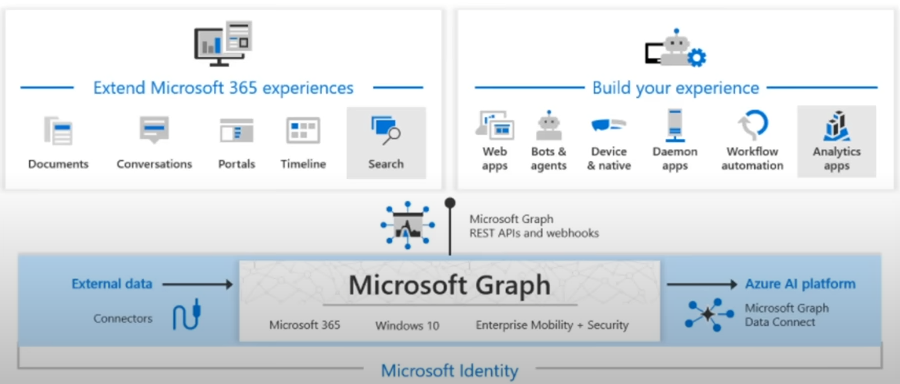 Extend Microsoft 365 experiences
Documents
Conversations
Portals
Timeline
Search
Build your experience
Web
apps
Bots &
agents
Device
& native
Daemon
apps
Workflow
automation
Analytics
apps
Microsoft Graph
REST APIs and webhooks
External data
Connectors
Microsoft Graph
Microsoft 365
Windows 10
Enterprise Mobility + Security
Azure AI platform
Microsoft Graph
Data Connect
Microsoft Identity